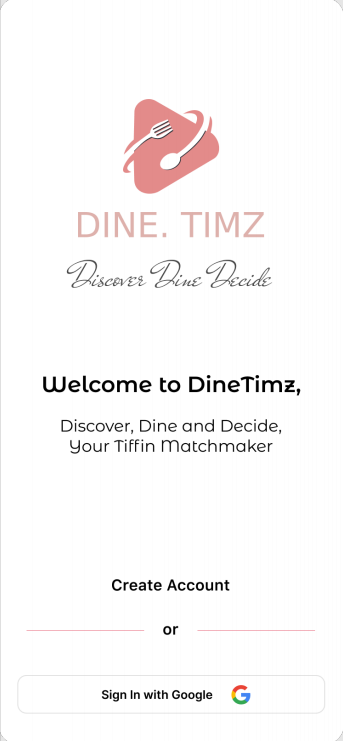 DINE. TIMZ
Discover Dine Decide
Welcome to DineTimz,
Discover, Dine and Decide,
Your Tiffin Matchmaker
Create Account
or
Sign In with Google